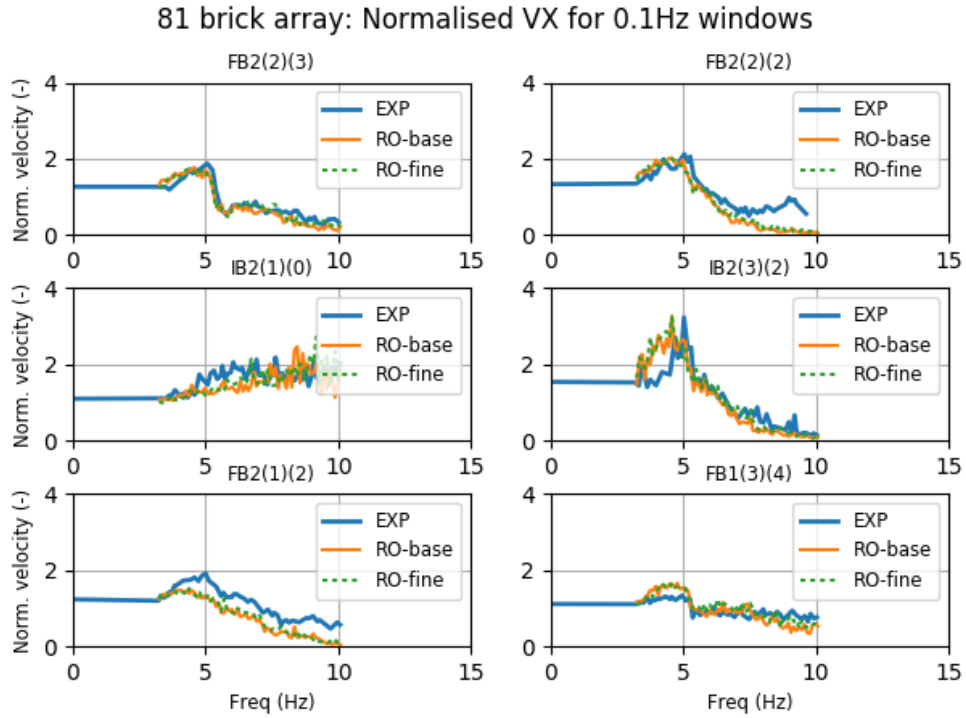 81 brick array: Normalised VX for 0.1Hz windows
FB2(2)(3)
FB2(2)(2)
Norm. velocity (-)
4
2
0
EXP
RO-base
RO-fine
0 5 10 15
4
2
0
EXP
RO-base
RO-fine
0 5 10 15
IB2(1)(0)
IB2(3)(2)
Norm. velocity (-)
4
2
0
EXP
RO-base
RO-fine
0 5 10 15
4
2
0
EXP
RO-base
RO-fine
0 5 10 15
FB2(1)(2)
FB1(3)(4)
Norm. velocity (-)
4
2
0
EXP
RO-base
RO-fine
0 5 10 15
Freq (Hz)
4
2
0
EXP
RO-base
RO-fine
0 5 10 15
Freq (Hz)